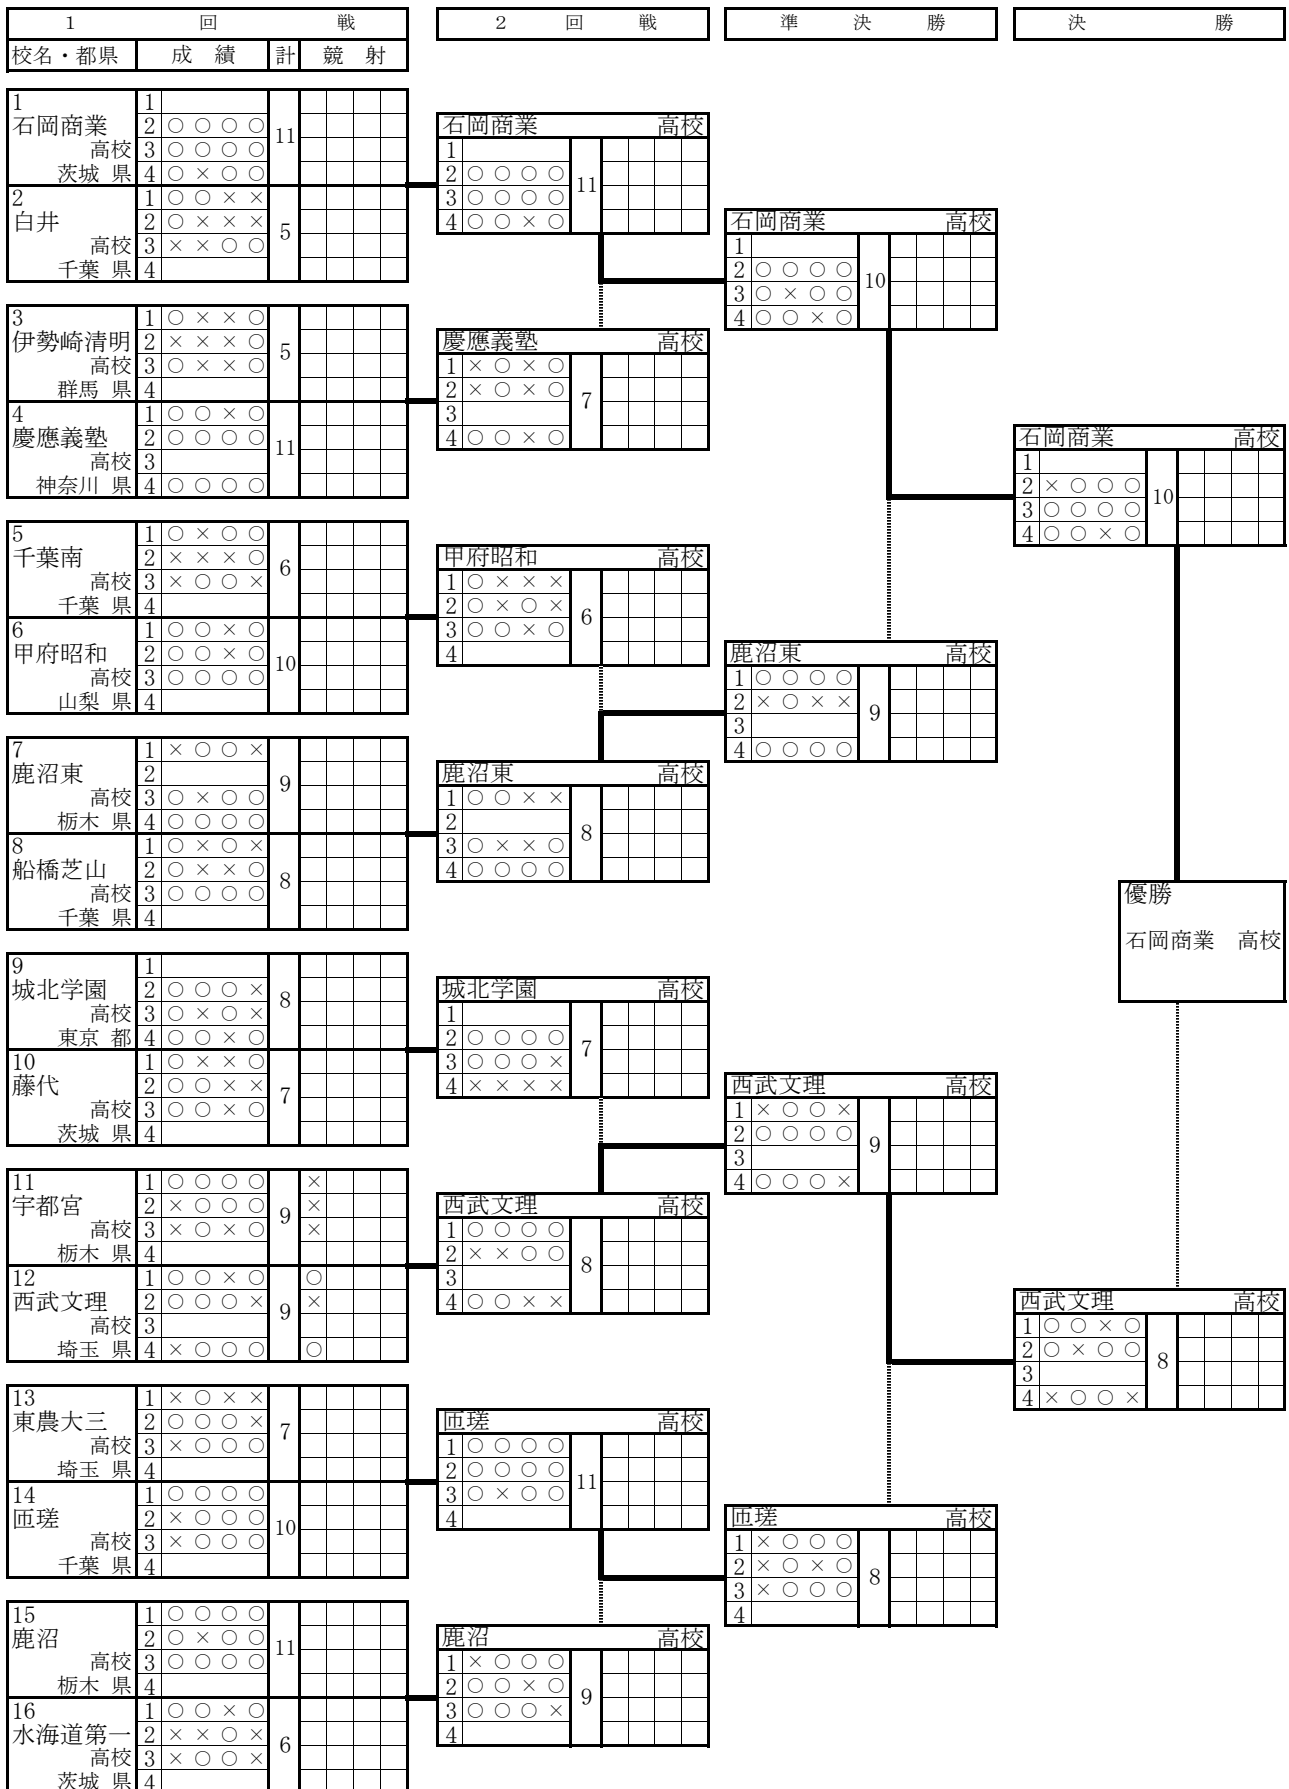 1 回 戦
校名・都県 成 績 計 競 射
1 石岡商業 高校 茨城 県 11
1
2 ○ ○ ○ ○
3 ○ ○ ○ ○
4 ○ × ○ ○
2 白井 高校 千葉 県 5
1 ○ ○ × ×
2 ○ × × ×
3 × × ○ ○
4
3 伊勢崎清明 高校 群馬 県 5
1 ○ × × ○
2 × × × ○
3 ○ × × ○
4
4 慶應義塾 高校 神奈川 県 11
1 ○ ○ × ○
2 ○ ○ ○ ○
3
4 ○ ○ ○ ○
5 千葉南 高校 千葉 県 6
1 ○ × ○ ○
2 × × × ○
3 × ○ ○ ×
4
6 甲府昭和 高校 山梨 県 10
1 ○ ○ × ○
2 ○ ○ × ○
3 ○ ○ ○ ○
4
7 鹿沼東 高校 栃木 県 9
1 × ○ ○ ×
2
3 ○ × ○ ○
4 ○ ○ ○ ○
8 船橋芝山 高校 千葉 県 8
1 ○ × ○ ×
2 ○ × × ○
3 ○ ○ ○ ○
4
9 城北学園 高校 東京 都 8
1
2 ○ ○ ○ ×
3 ○ × ○ ×
4 ○ ○ × ○
10 藤代 高校 茨城 県 7
1 ○ × × ○
2 ○ ○ × ×
3 ○ ○ × ○
4
11 宇都宮 高校 栃木 県 9
1 ○ ○ ○ ○ ×
2 × ○ ○ ○ ×
3 × ○ × ○ ×
4
12 西武文理 高校 埼玉 県 9
1 ○ ○ × ○ ○
2 ○ ○ ○ × ×
3
4 × ○ ○ ○ ○
13 東農大三 高校 埼玉 県 7
1 × ○ × ×
2 ○ ○ ○ ×
3 × ○ ○ ○
4
14 匝瑳 高校 千葉 県 10
1 ○ ○ ○ ○
2 × ○ ○ ○
3 × ○ ○ ○
4
15 鹿沼 高校 栃木 県 11
1 ○ ○ ○ ○
2 ○ × ○ ○
3 ○ ○ ○ ○
4
16 水海道第一 高校 茨城 県 6
1 ○ ○ × ○
2 × × ○ ×
3 × ○ ○ ×
4
2 回 戦
石岡商業 高校 11
1
2 ○ ○ ○ ○
3 ○ ○ ○ ○
4 ○ ○ × ○
慶應義塾 高校 7
1 × ○ × ○
2 × ○ × ○
3
4 ○ ○ × ○
甲府昭和 高校 6
1 ○ × × ×
2 ○ × ○ ×
3 ○ ○ × ○
4
鹿沼東 高校 8
1 ○ ○ × ×
2
3 ○ × × ○
4 ○ ○ ○ ○
城北学園 高校 7
1
2 ○ ○ ○ ○
3 ○ ○ ○ ×
4 × × × ×
西武文理 高校 8
1 ○ ○ ○ ○
2 × × ○ ○
3
4 ○ ○ × ×
匝瑳 高校 11
1 ○ ○ ○ ○
2 ○ ○ ○ ○
3 ○ × ○ ○
4
鹿沼 高校 9
1 × ○ ○ ○
2 ○ ○ × ○
3 ○ ○ ○ ×
4
準 決 勝
石岡商業 高校 10
1
2 ○ ○ ○ ○
3 ○ × ○ ○
4 ○ ○ × ○
鹿沼東 高校 9
1 ○ ○ ○ ○
2 × ○ × ×
3
4 ○ ○ ○ ○
西武文理 高校 9
1 × ○ ○ ×
2 ○ ○ ○ ○
3
4 ○ ○ ○ ×
匝瑳 高校 8
1 × ○ ○ ○
2 × ○ × ○
3 × ○ ○ ○
4
決 勝
石岡商業 高校 10
1
2 × ○ ○ ○
3 ○ ○ ○ ○
4 ○ ○ × ○
西武文理 高校 8
1 ○ ○ × ○
2 ○ × ○ ○
3
4 × ○ ○ ×
優勝
石岡商業 高校